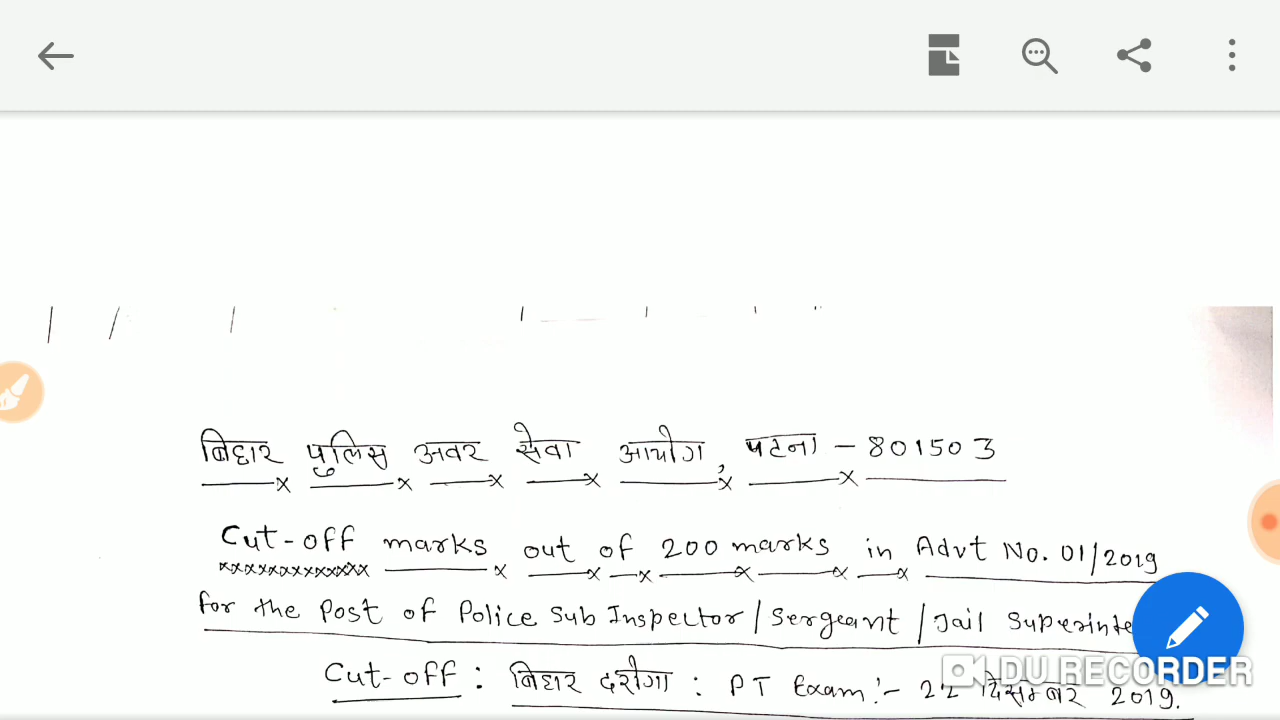 बिहार पुलिस अवर सेवा आयोग, पटना - 801503
Cut-off marks out of 200 marks in Advt No. 01/2019
for the Post of Police Sub Inspector / Sergeant / Jail Superinte
Cut-off : बिहार दरोगा : PT Exam :- 22 दिसम्बर 2019.
DU RECORDER